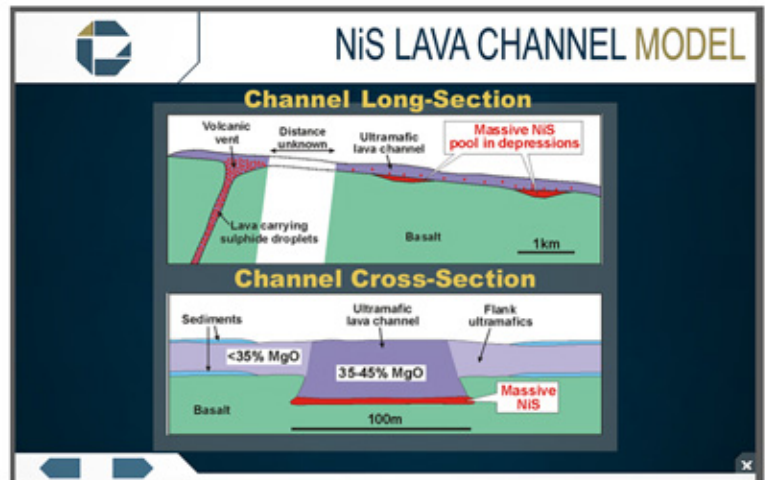 NiS LAVA CHANNEL MODEL
Channel Long-Section
Volcanic
vent
Distance
unknown
Ultramafic
lava channel
Massive NiS
pool in depressions
Lava carrying
sulphide droplets
Basalt
1km
Channel Cross-Section
Sediments
Ultramafic
lava channel
Flank
ultramafics
<35% MgO
35-45% MgO
Massive
NiS
Basalt
100m
X